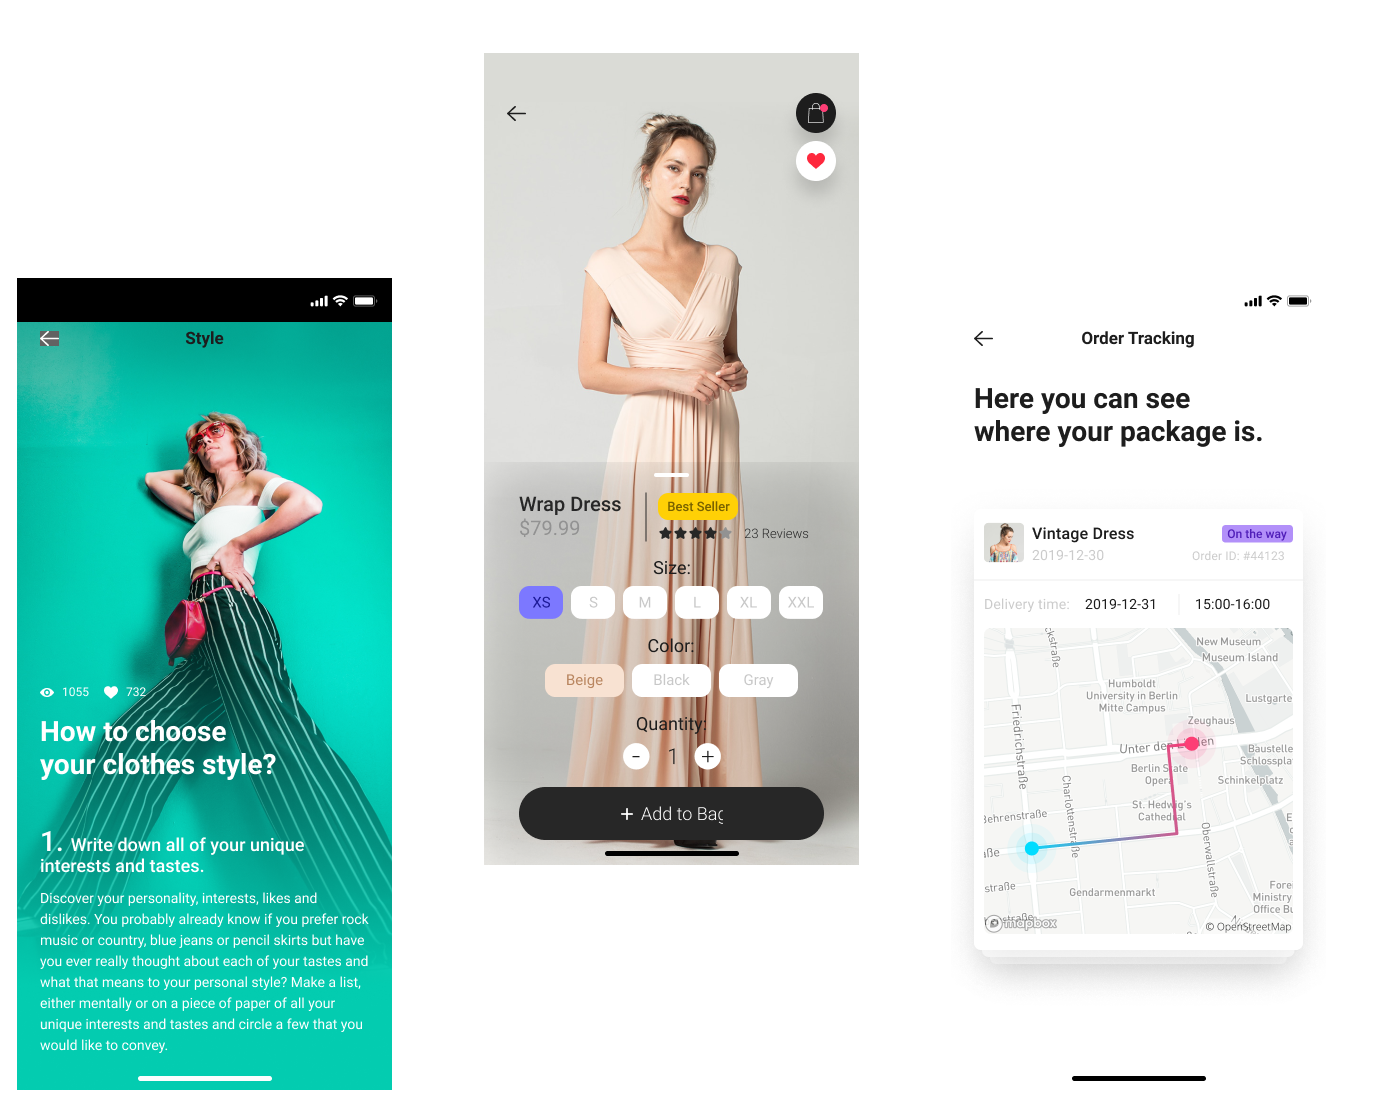 Style
1055 732
How to choose
your clothes style?
1. Write down all of your unique
interests and tastes.
Discover your personality, interests, likes and
dislikes. You probably already know if you prefer rock
music or country, blue jeans or pencil skirts but have
you ever really thought about each of your tastes and
what that means to your personal style? Make a list,
either mentally or on a piece of paper of all your
unique interests and tastes and circle a few that you
would like to convey.
Wrap Dress
$79.99
Best Seller
23 Reviews
Size:
XS S M L XL XXL
Color:
Beige Black Gray
Quantity:
- 1 +
+ Add to Bag
Order Tracking
Here you can see
where your package is.
Vintage Dress On the way
2019-12-30 Order ID: #44123
Delivery time: 2019-12-31 15:00-16:00
ckstraße
New Museum
Museum Island
Humboldt
University in Berlin
Mitte Campus
Lustgarte
Zeughaus
Friedrichstraße
Unter den Linden
Baustelle
Schlosspla
Berlin State
Opera
Schinkelplatz
Charlottenstraße
St. Hedwig's
Cathedral
Behrenstraße
Oberwallstraße
aße
straße
Gendarmenmarkt
Fore
Ministry
Office Bu
nstraße
mapbox
© OpenStreetMap